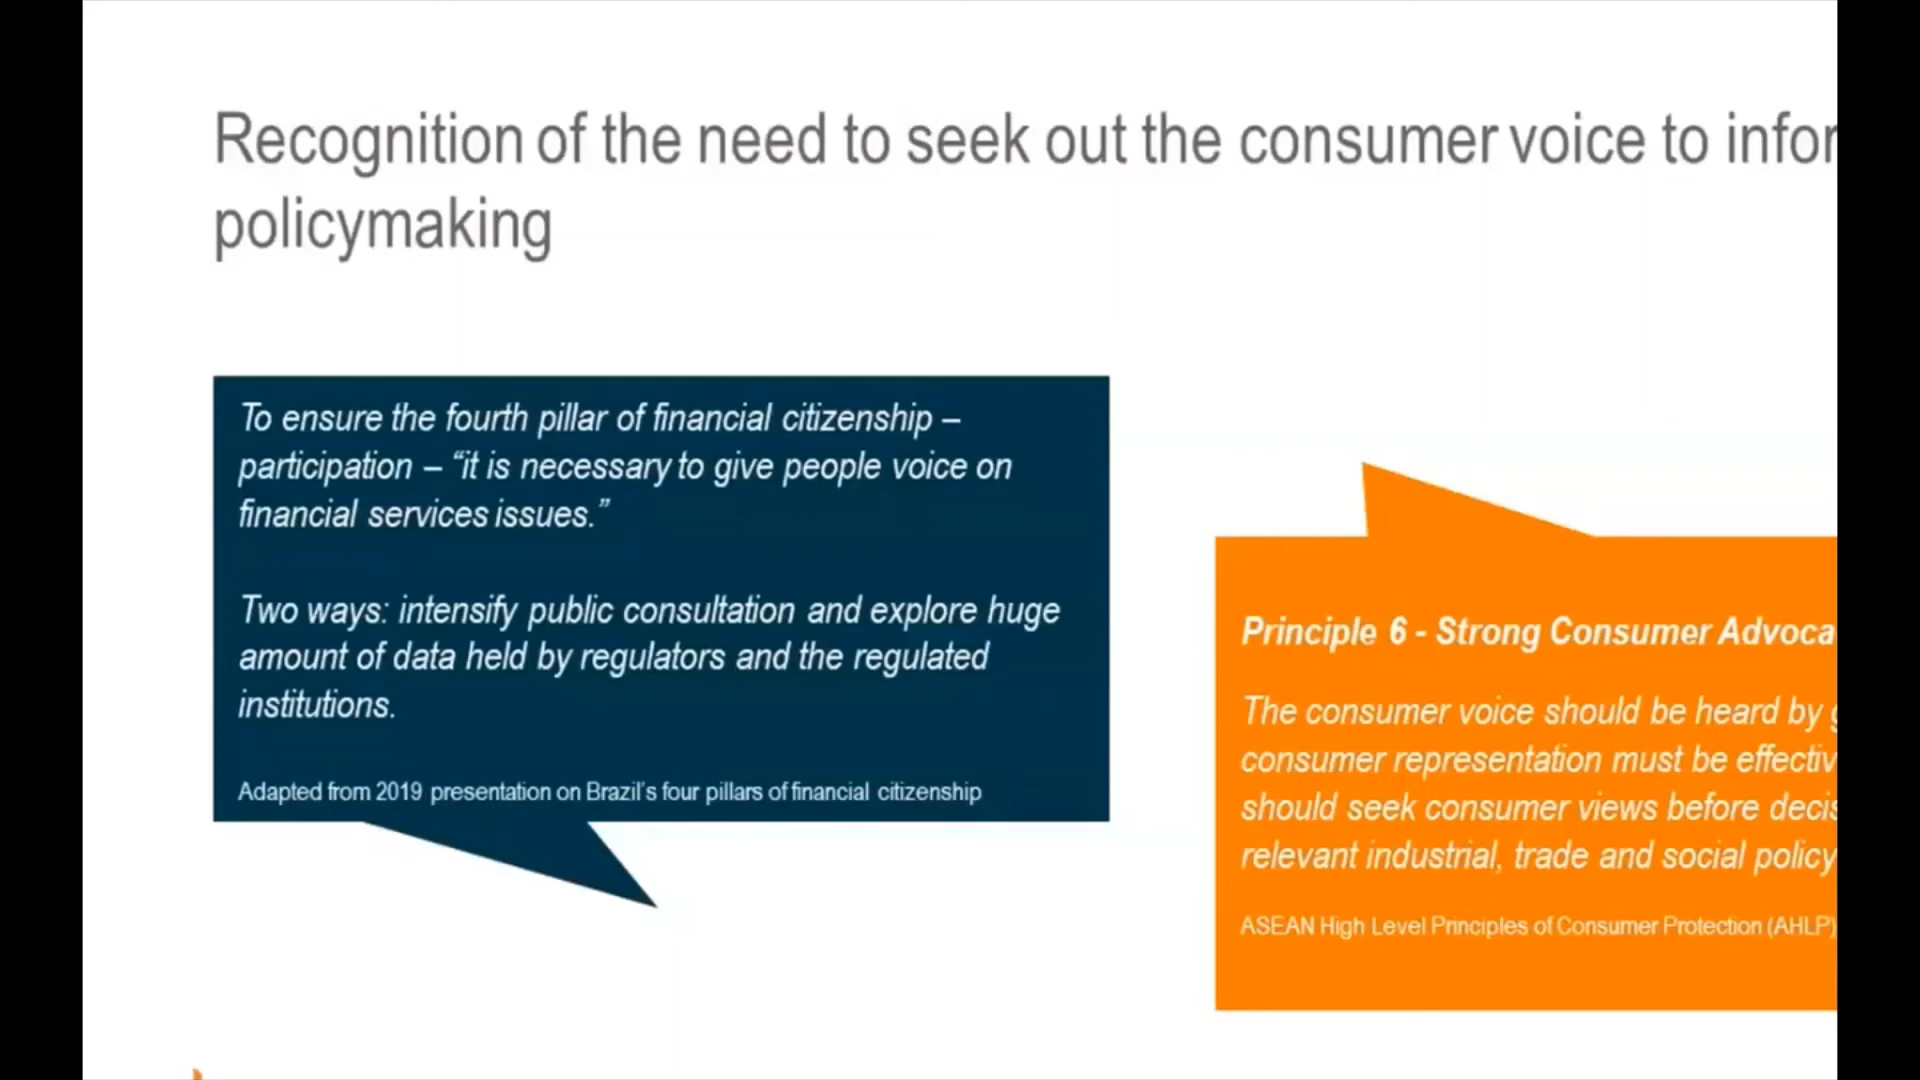 Recognition of the need to seek out the consumer voice to
policymaking
To ensure the fourth pillar of financial citizenship –
participation – “it is necessary to give people voice on
financial services issues.”
Two ways: intensify public consultation and explore huge
amount of data held by regulators and the regulated
institutions.
Adapted from 2019 presentation on Brazil's four pillars of financial citizenship
Principle 6 - Strong Consumer
The consumer voice should be heard by
consumer representation must be
should seek consumer views before
relevant industrial, trade and social policy
ASEAN High Level Principles of Consumer Protection (AHLP)